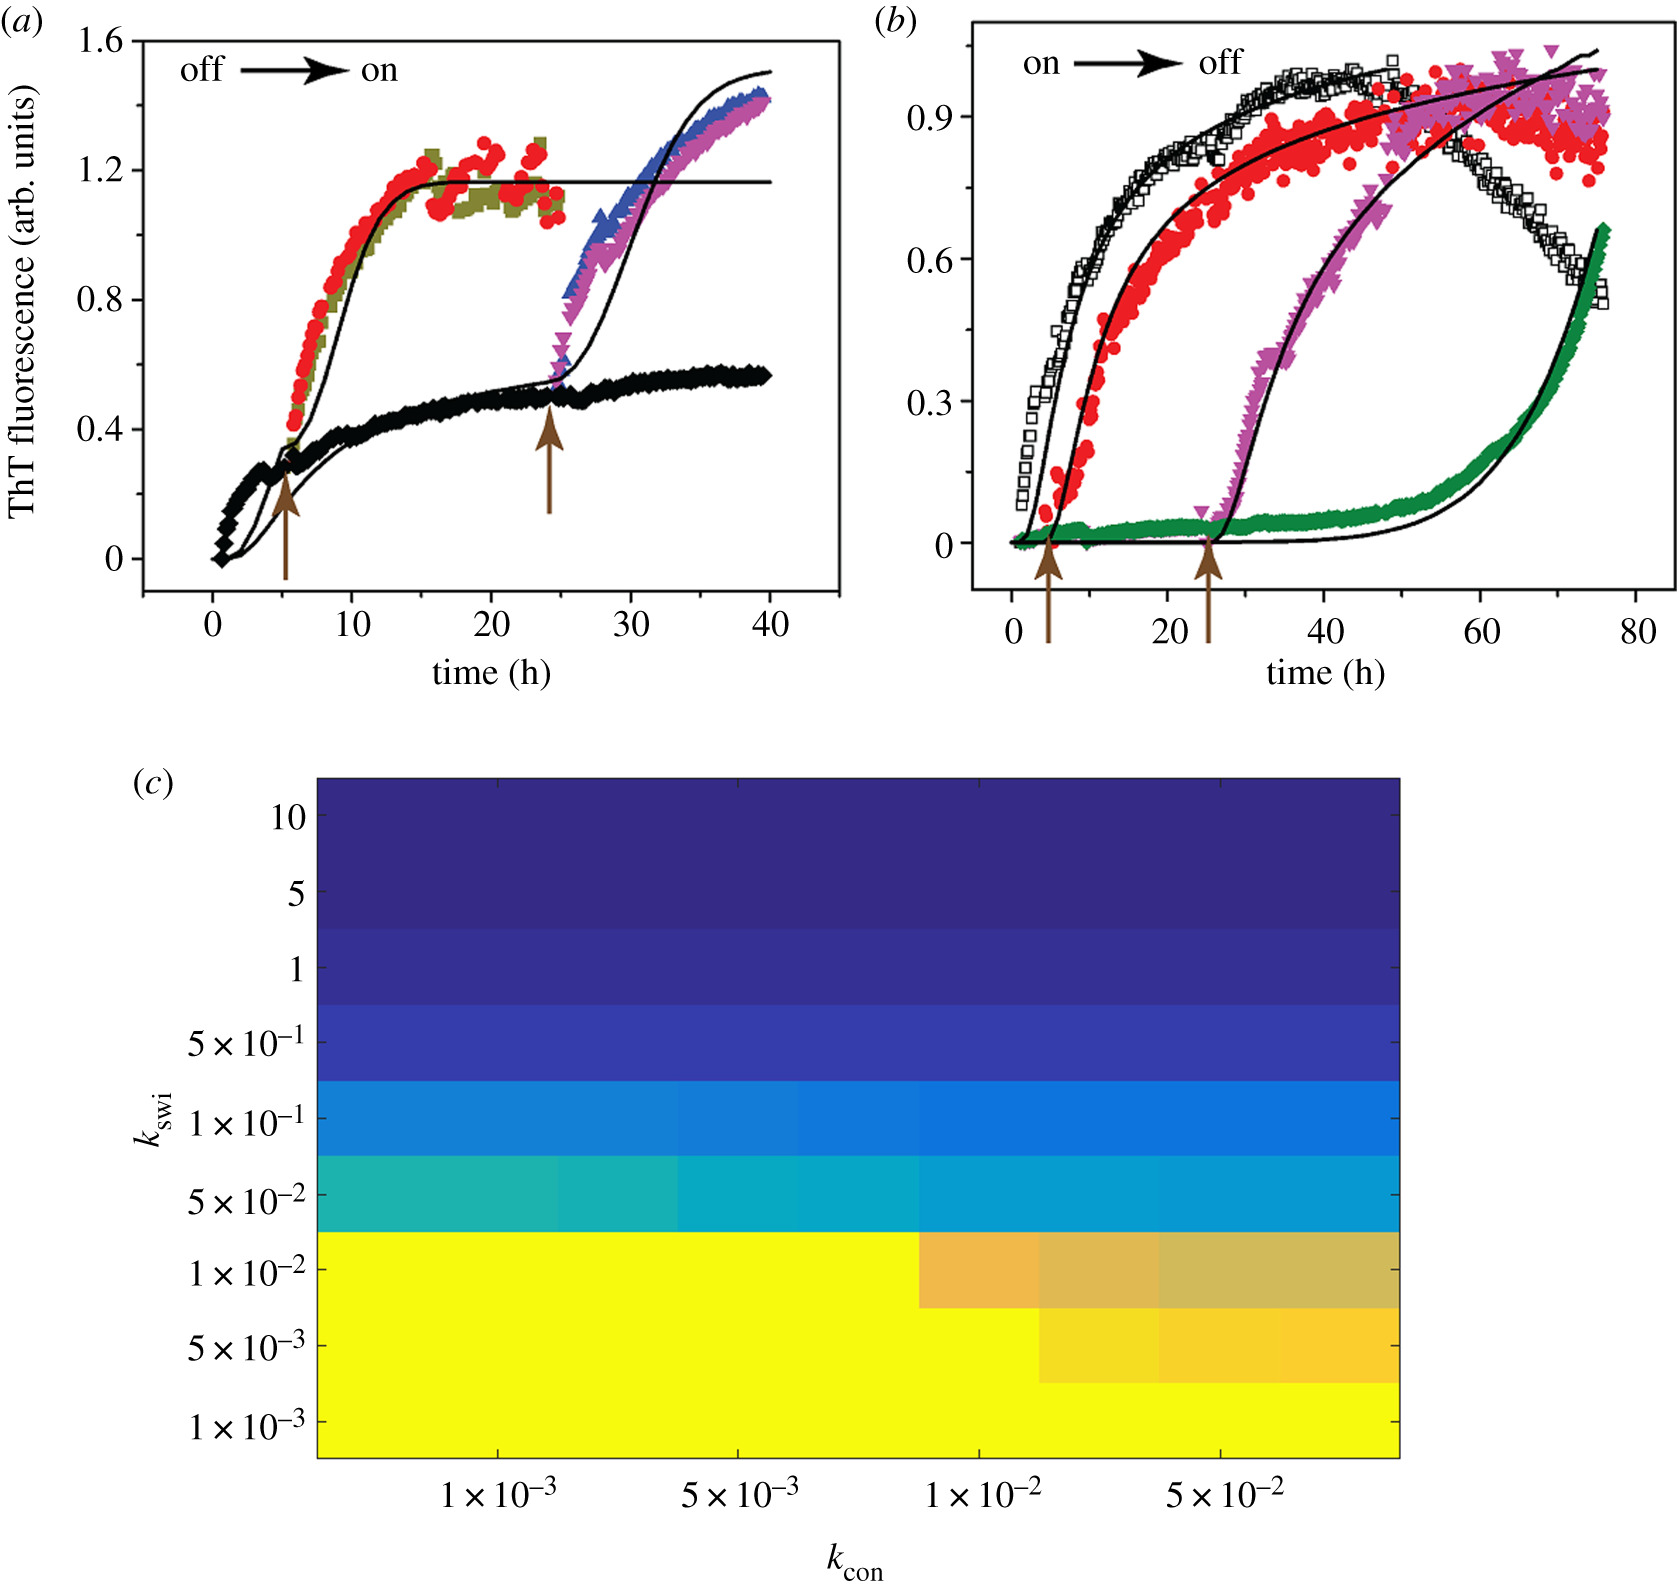 (a)
ThT fluorescence (arb. units)
1.6
1.2
0.8
0.4
0
off on
0 10 20 30 40
time (h)
(b)
0.9
0.6
0.3
0
on off
0 20 40 60 80
time (h)
(c)
k_swi
10
5
1
5 × 10⁻¹
1 × 10⁻¹
5 × 10⁻²
1 × 10⁻²
5 × 10⁻³
1 × 10⁻³
1 × 10⁻³ 5 × 10⁻³ 1 × 10⁻² 5 × 10⁻²
k_con